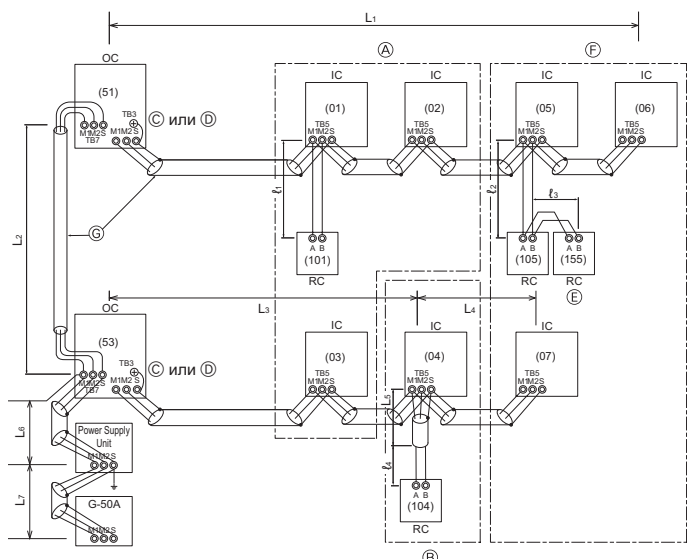 L1
OC
(51)
TB3
M1M2S
TB7
M1M2 S
Ⓒ или Ⓓ
Ⓐ
IC
(01)
TB5
M1M2S
IC
(02)
TB5
M1M2S
Ⓕ
IC
(05)
TB5
M1M2S
IC
(06)
TB5
M1M2S
L2
Ⓖ
ℓ1
A B
(101)
RC
ℓ2
ℓ3
A B
(105)
RC
A B
(155)
RC
Ⓔ
L3
L4
OC
(53)
TB3
M1M2S
TB7
M1M2 S
Ⓒ или Ⓓ
IC
(03)
TB5
M1M2S
IC
(04)
TB5
M1M2S
IC
(07)
TB5
M1M2S
L5
ℓ4
A B
(104)
RC
Ⓑ
L6
Power Supply
Unit
M1M2S
L7
G-50A
M1M2S